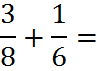 3/8 + 1/6 =